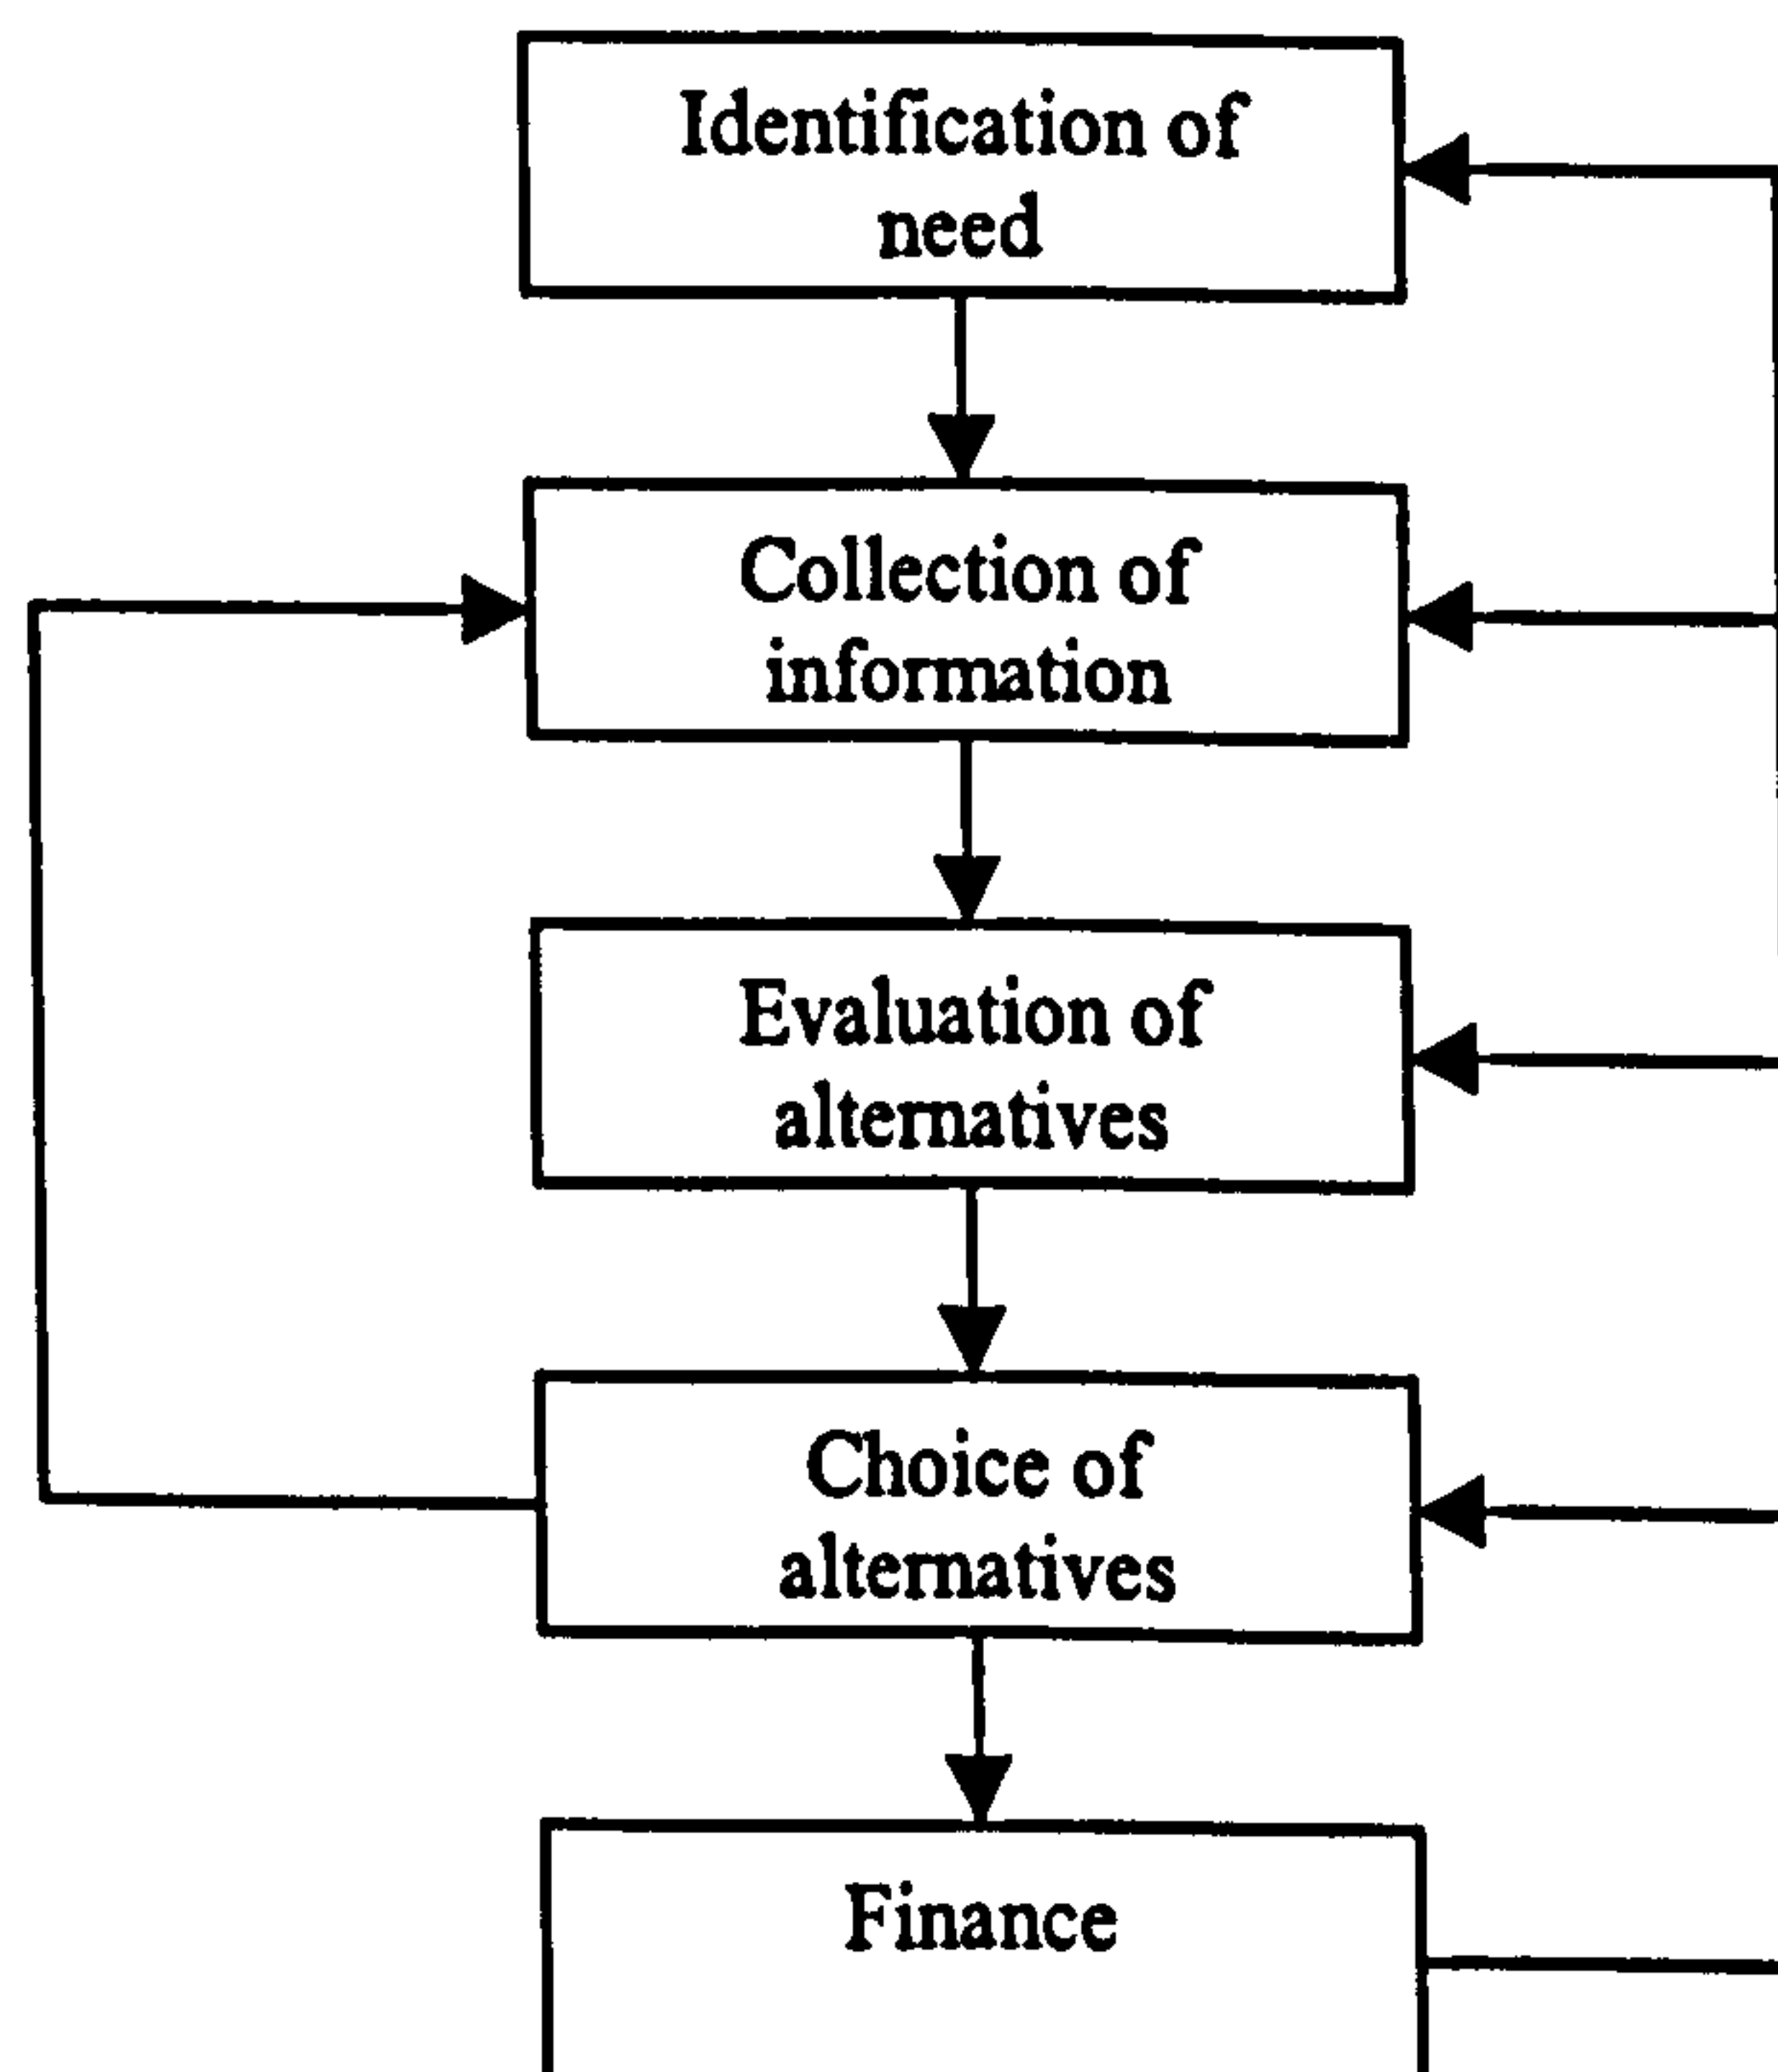 Identification of
need
Collection of
information
Evaluation of
alternatives
Choice of
alternatives
Finance